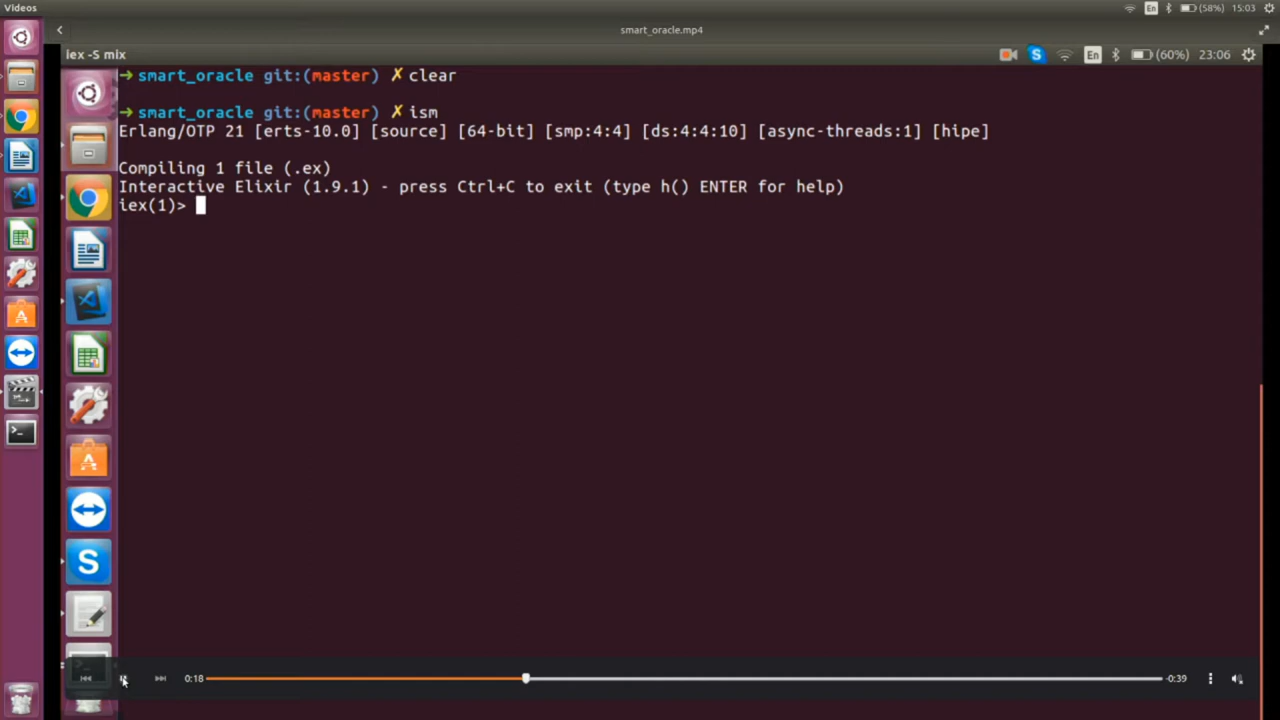 Videos
En
(58%)
15:03
smart_oracle.mp4
iex -S mix
S
En
(60%)
23:06
➜ smart_oracle git:(master) ✗ clear
➜ smart_oracle git:(master) ✗ ism
Erlang/OTP 21 [erts-10.0] [source] [64-bit] [smp:4:4] [ds:4:4:10] [async-threads:1] [hipe]
Compiling 1 file (.ex)
Interactive Elixir (1.9.1) - press Ctrl+C to exit (type h() ENTER for help)
iex(1)>
S
0:18
-0:39